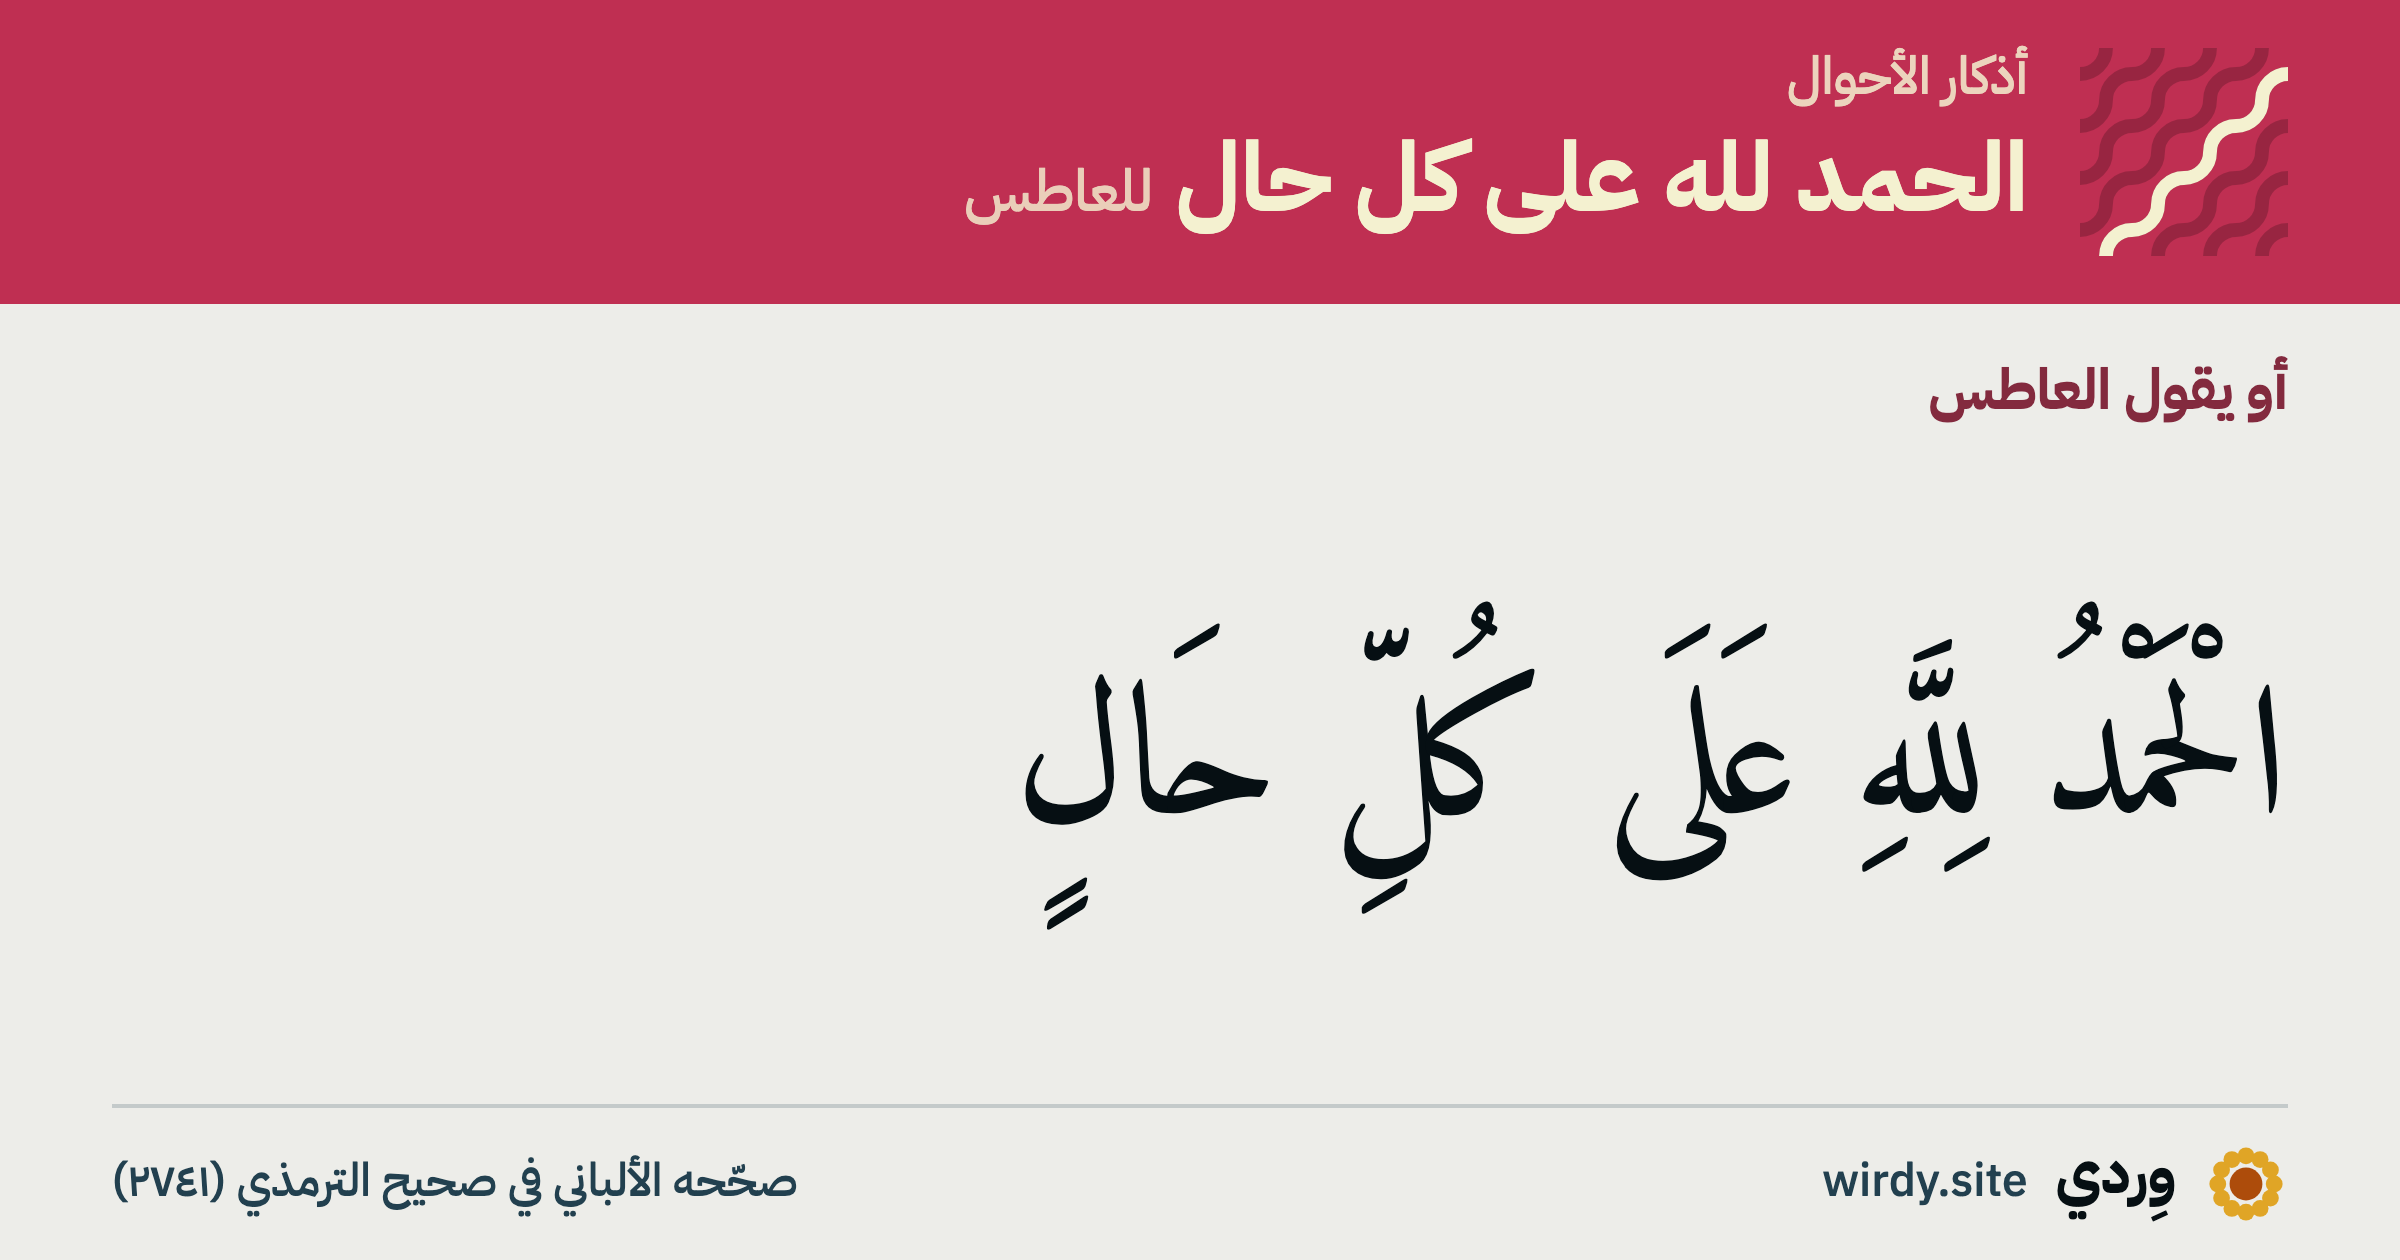 أذكار الأحوال
الحمد لله على كل حال للعاطس
أو يقول العاطس
الْحَمْدُ لِلَّهِ عَلَى كُلِّ حَالٍ
وِردي wirdy.site
صحّحه الألباني في صحيح الترمذي (٢٧٤١)